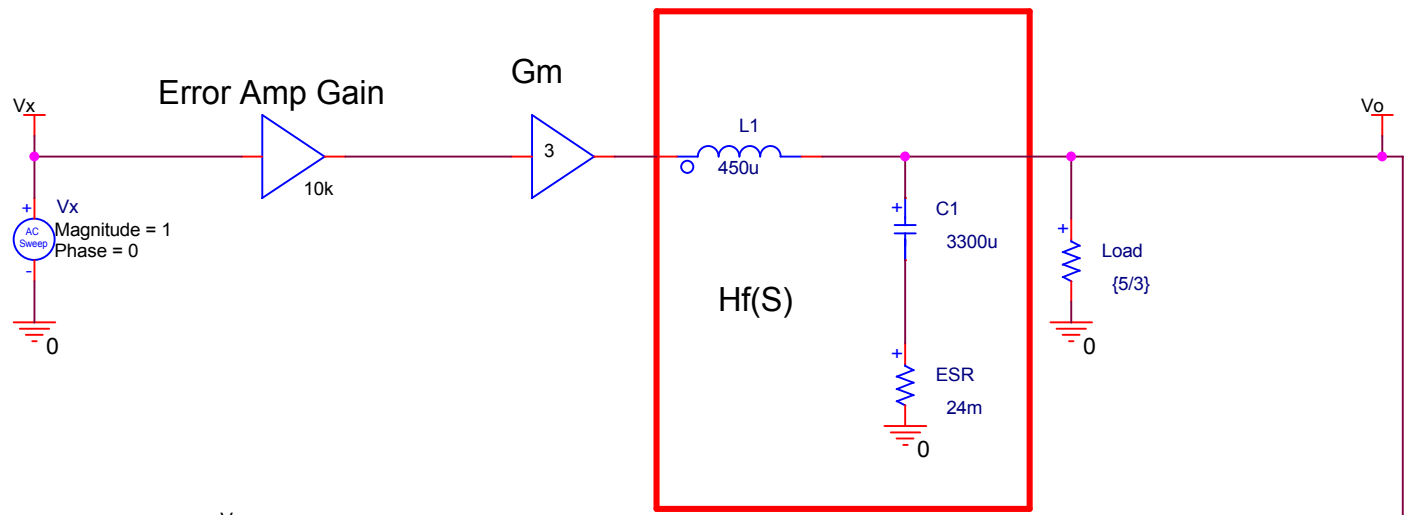 Gm
Error Amp Gain
Vx
Vo
L1
3
450u
10k
+
Vx
AC
Sweep
Magnitude = 1
Phase = 0
-
+
C1
3300u
+
Load
{5/3}
Hf(S)
0
0
+
ESR
24m
0